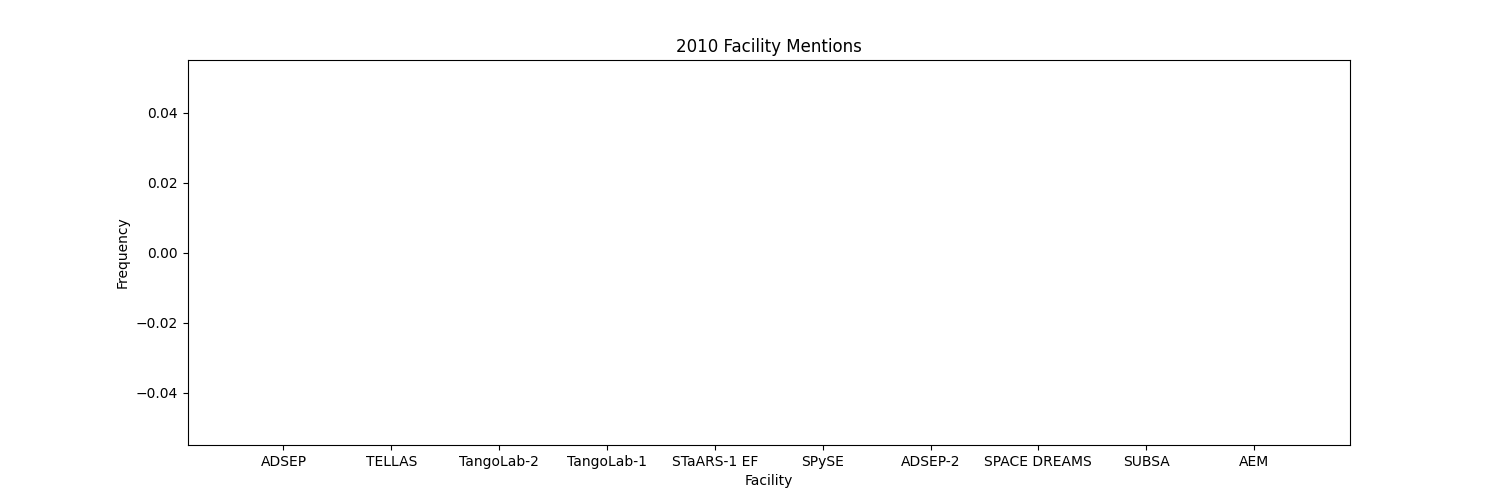 2010 Facility Mentions
0.04
0.02
0.00
−0.02
−0.04
Frequency
ADSEP TELLAS TangoLab-2 TangoLab-1 STaARS-1 EF SPySE ADSEP-2 SPACE DREAMS SUBSA AEM
Facility